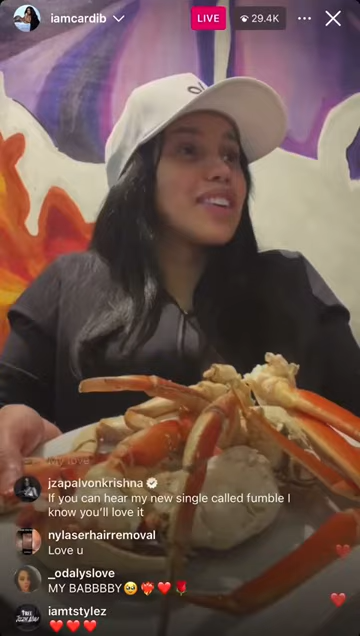 iamcardib
LIVE
29.4K
jzapalvonkrishna
If you can hear my new single called fumble I
know you'll love it
nylaserhairremoval
Love u
_odalyslove
MY BABBBBY🥹❤️‍🔥❤️🌹
iamtstylez
❤️❤️❤️